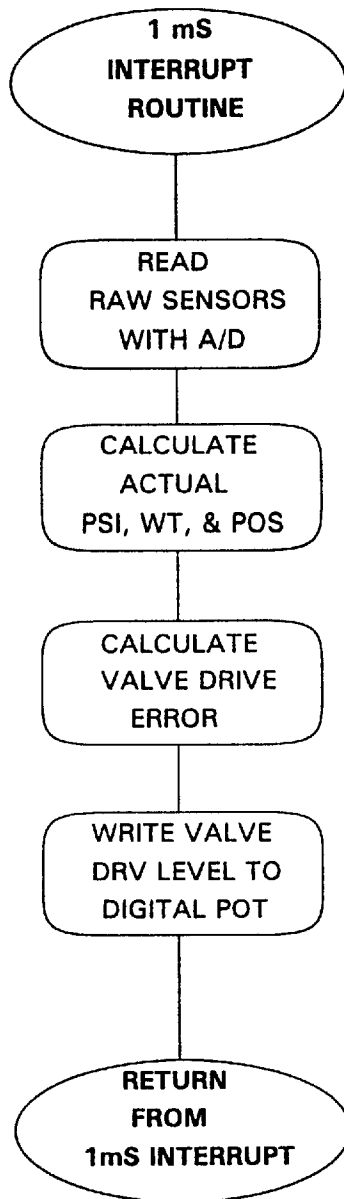 1 mS
INTERRUPT
ROUTINE
READ
RAW SENSORS
WITH A/D
CALCULATE
ACTUAL
PSI, WT, & POS
CALCULATE
VALVE DRIVE
ERROR
WRITE VALVE
DRV LEVEL TO
DIGITAL POT
RETURN
FROM
1mS INTERRUPT